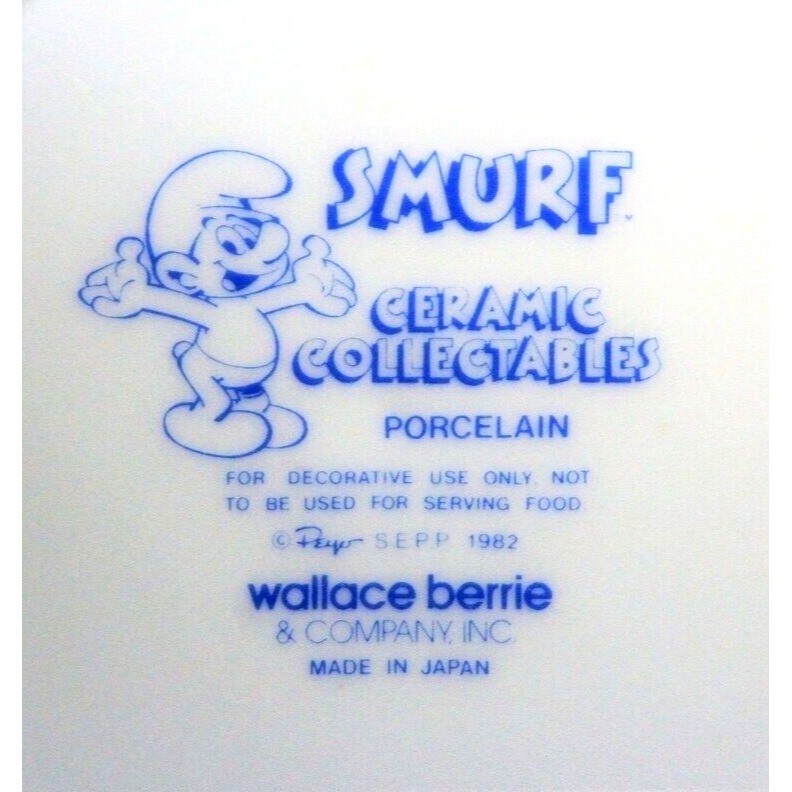 SMURF™
CERAMIC
COLLECTABLES
PORCELAIN
FOR DECORATIVE USE ONLY. NOT
TO BE USED FOR SERVING FOOD.
© Peyo SEPP 1982
wallace berrie
& COMPANY, INC.
MADE IN JAPAN